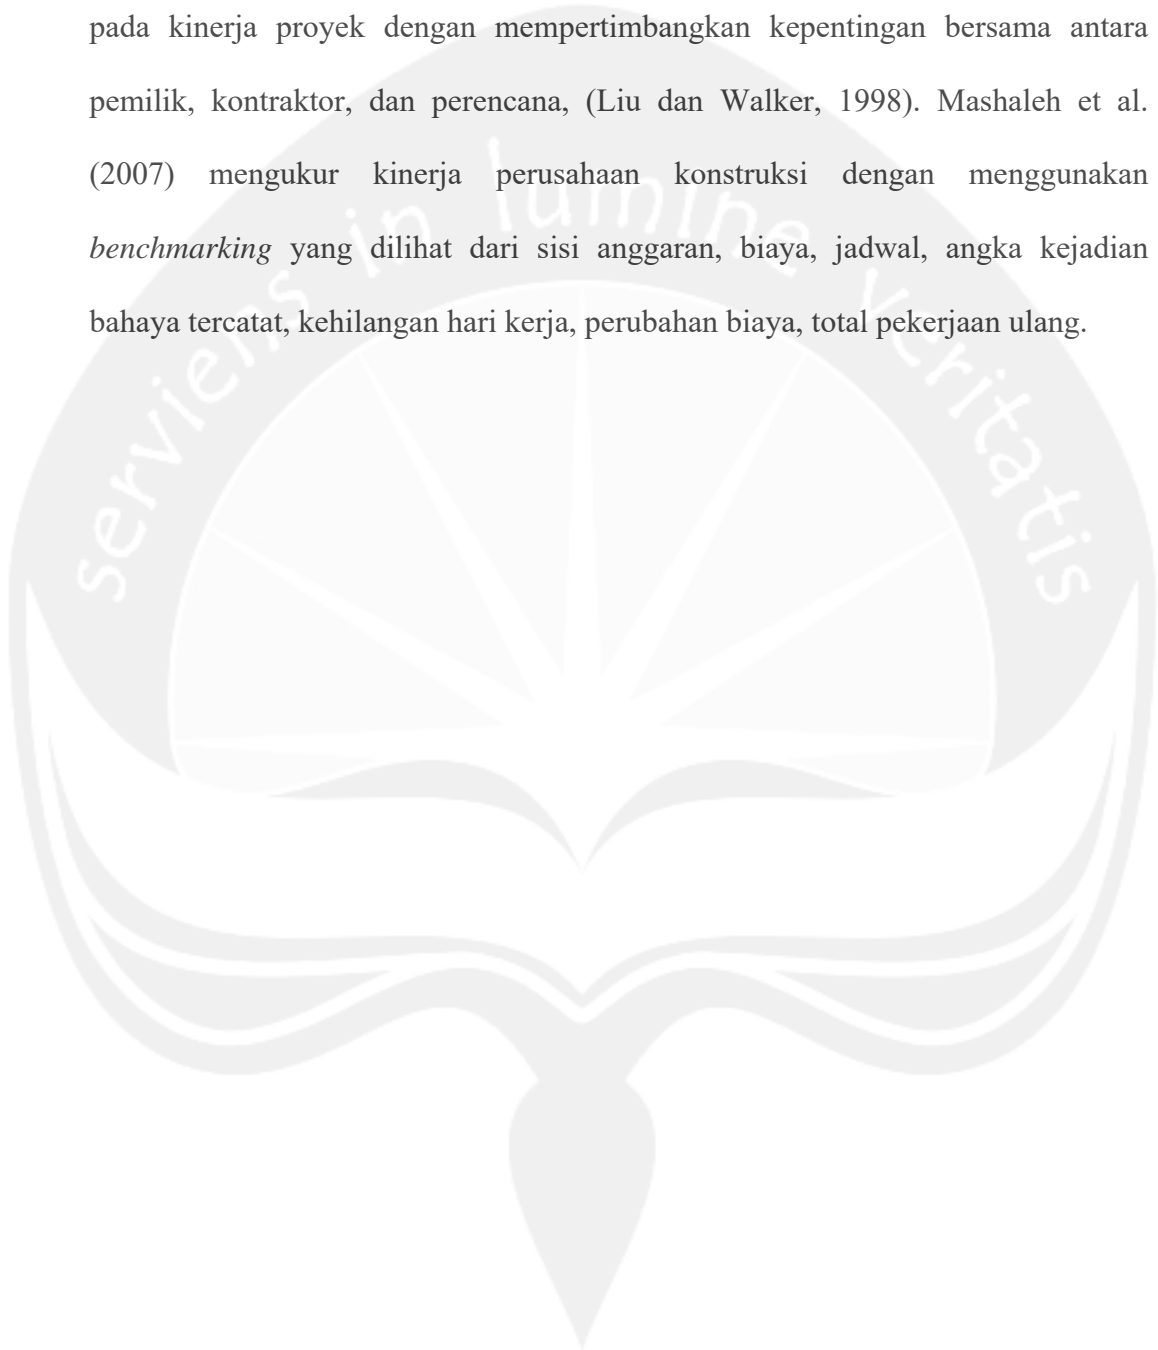 pada kinerja proyek dengan mempertimbangkan kepentingan bersama antara
pemilik, kontraktor, dan perencana, (Liu dan Walker, 1998). Mashaleh et al.
(2007) mengukur kinerja perusahaan konstruksi dengan menggunakan
benchmarking yang dilihat dari sisi anggaran, biaya, jadwal, angka kejadian
bahaya tercatat, kehilangan hari kerja, perubahan biaya, total pekerjaan ulang.
serviens in lumine veritatis